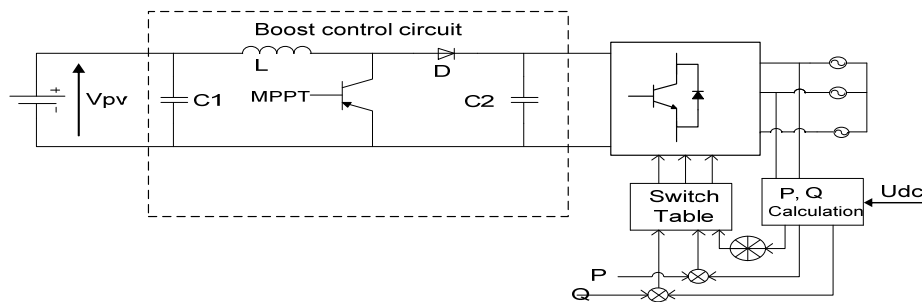 Boost control circuit
L
D
+
-
Vpv
C1
MPPT
C2
Switch
Table
P, Q
Calculation
Udc
P
Q